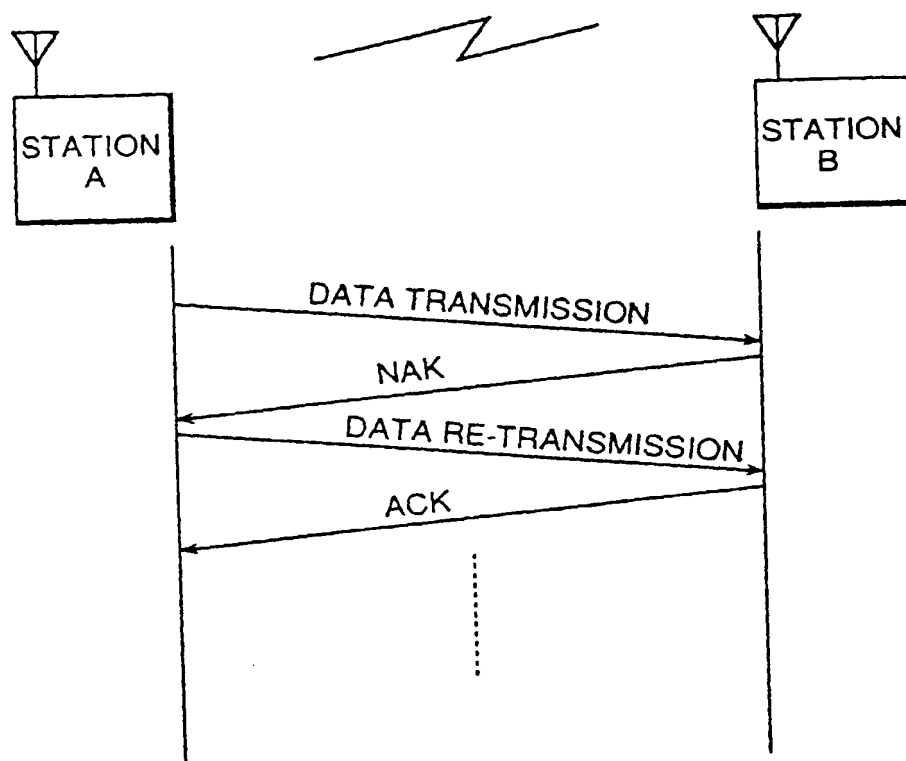 STATION
A
STATION
B
DATA TRANSMISSION
NAK
DATA RE-TRANSMISSION
ACK